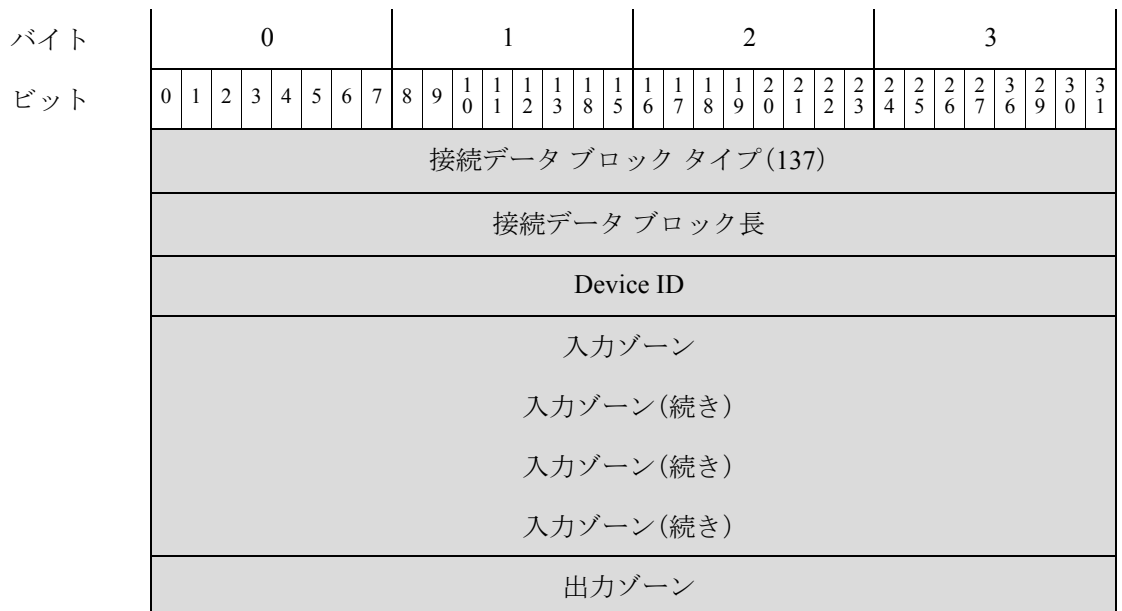 バイト 0 1 2 3
ビット 0 1 2 3 4 5 6 7 8 9 10 11 12 13 18 15 16 17 18 19 20 21 22 23 24 25 26 27 36 29 30 31
接続データ ブロック タイプ(137)
接続データ ブロック長
Device ID
入力ゾーン
入力ゾーン(続き)
入力ゾーン(続き)
入力ゾーン(続き)
出力ゾーン